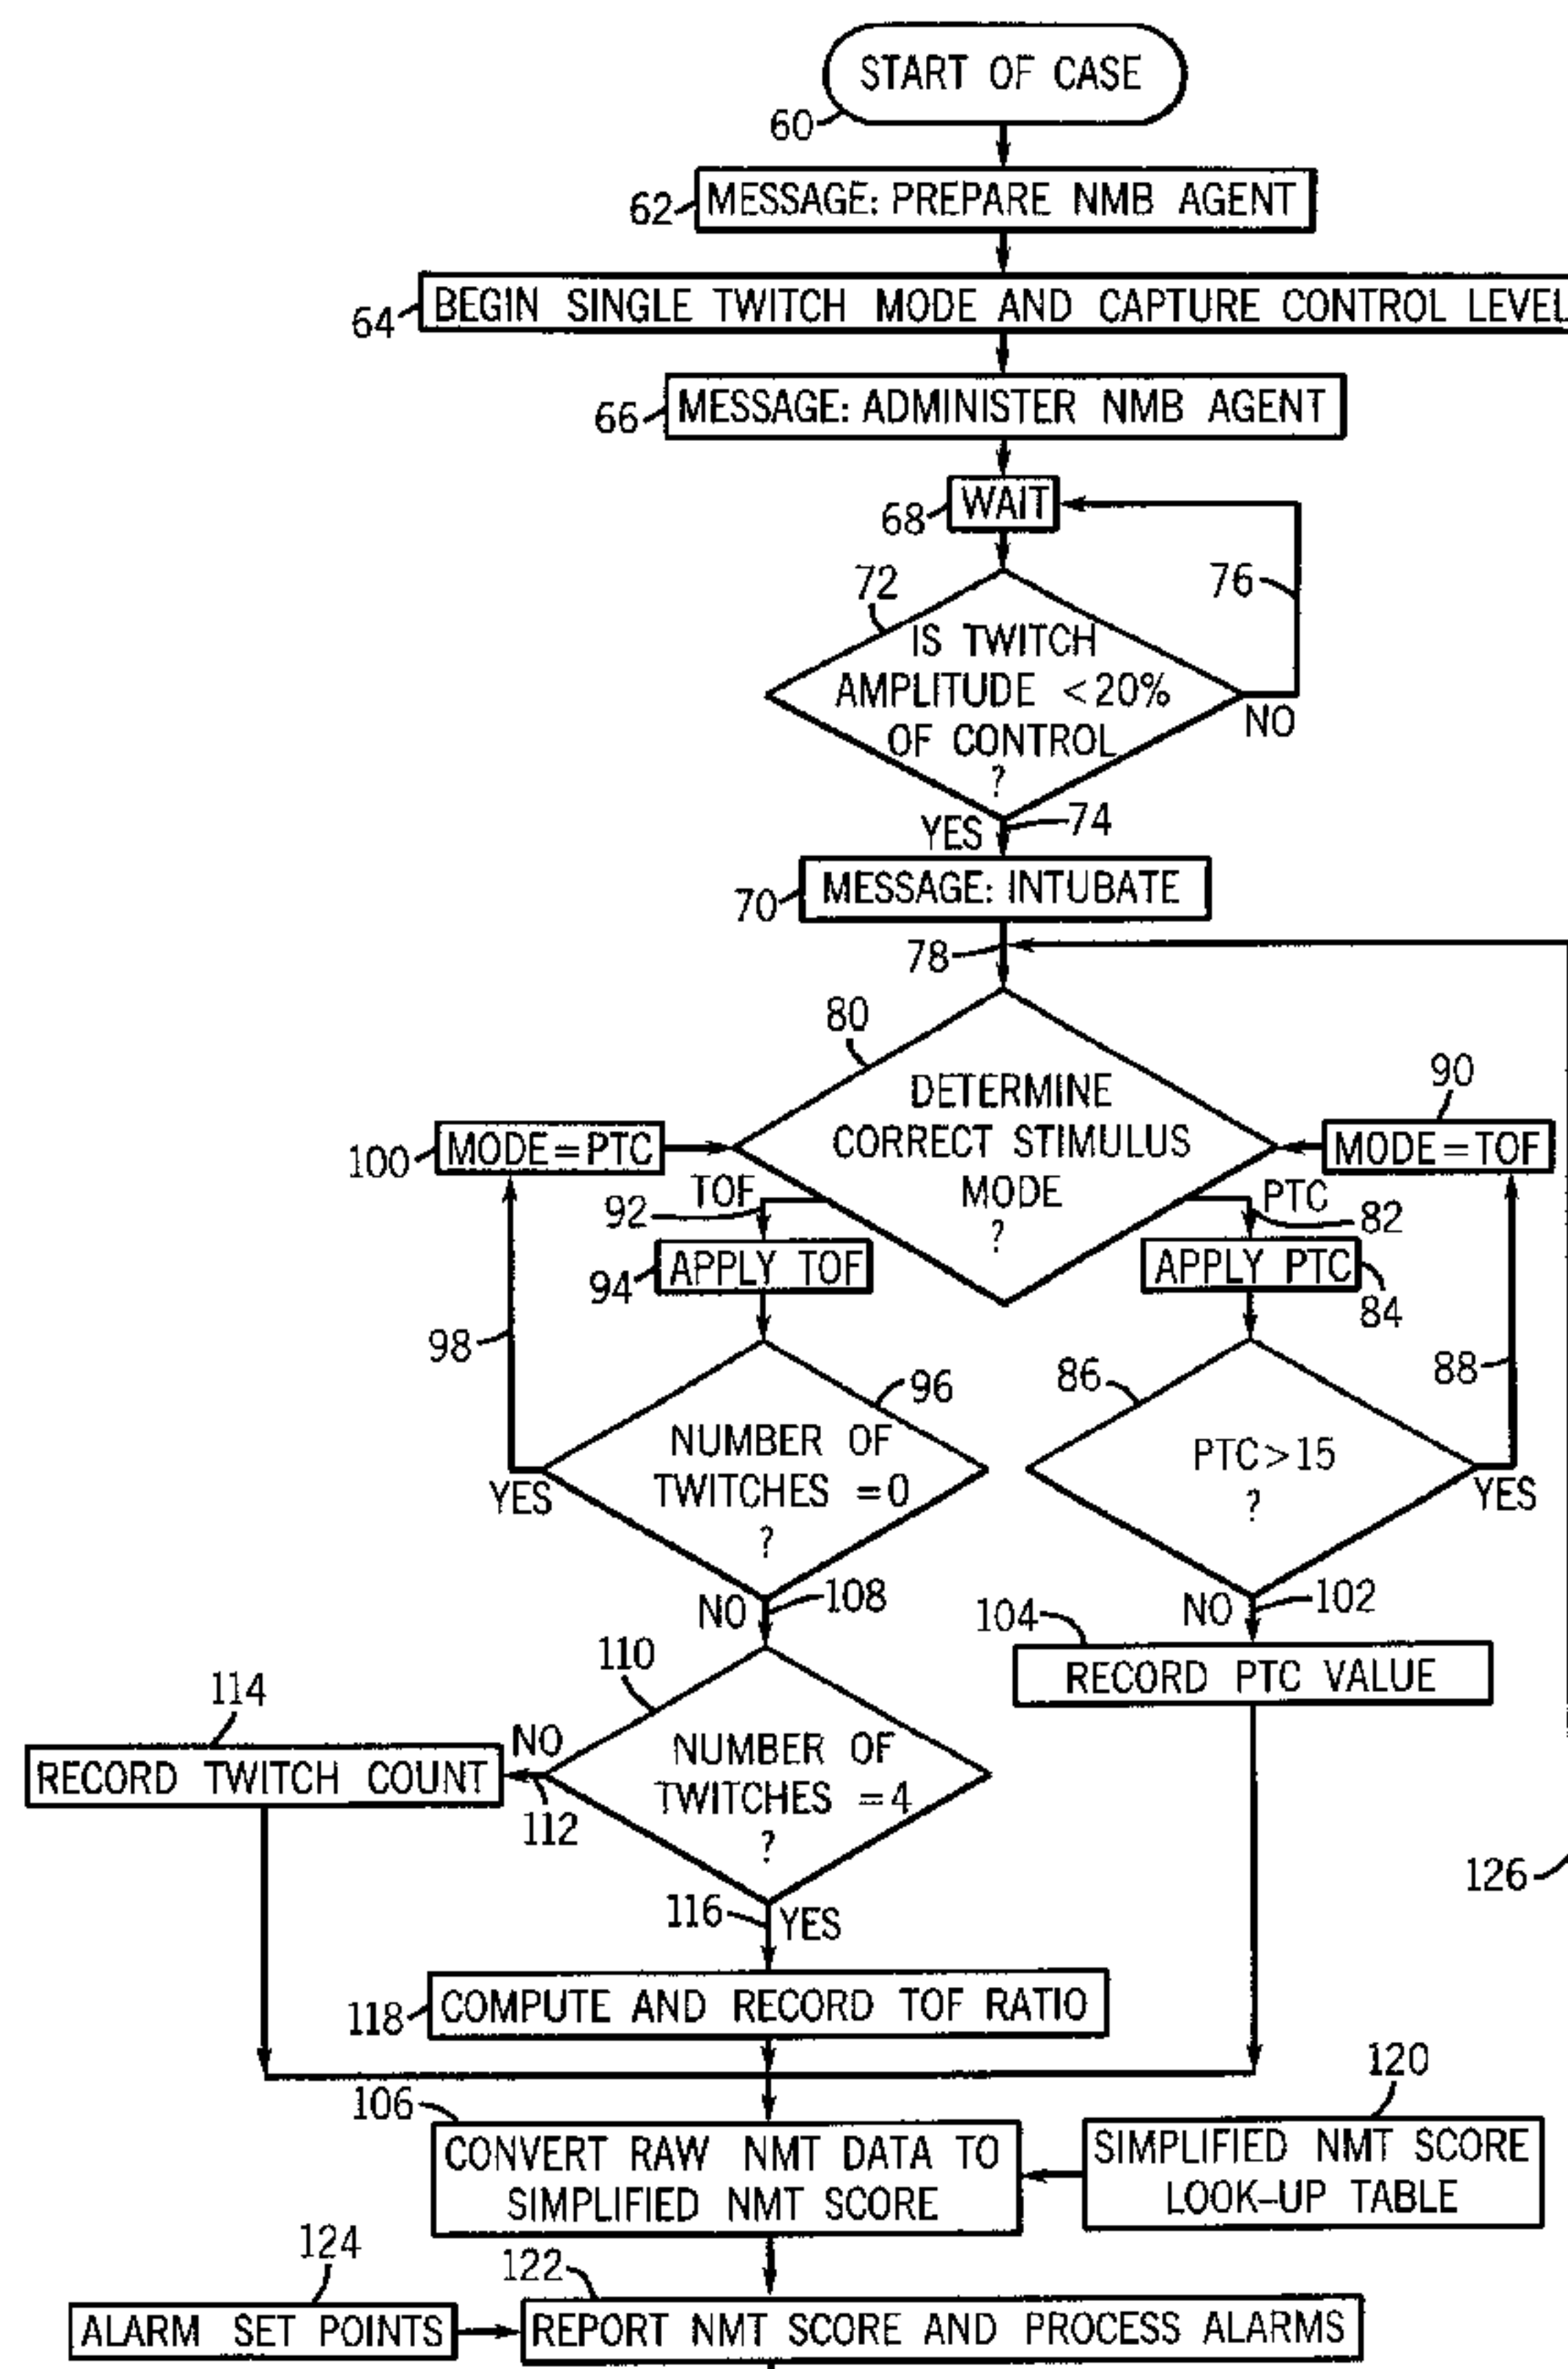 START OF CASE
60
62
MESSAGE: PREPARE NMB AGENT
64
BEGIN SINGLE TWITCH MODE AND CAPTURE CONTROL LEVEL
66
MESSAGE: ADMINISTER NMB AGENT
68
WAIT
72
76
IS TWITCH
AMPLITUDE <20%
OF CONTROL
?
NO
YES
74
70
MESSAGE: INTUBATE
78
80
90
DETERMINE
CORRECT STIMULUS
MODE
?
100
MODE=PTC
MODE=TOF
TOF
92
PTC
82
94
APPLY TOF
APPLY PTC
84
98
96
86
88
NUMBER OF
TWITCHES =0
?
YES
PTC>15
?
YES
NO
108
NO
102
104
RECORD PTC VALUE
110
114
NO
RECORD TWITCH COUNT
112
NUMBER OF
TWITCHES =4
?
126
116
YES
118
COMPUTE AND RECORD TOF RATIO
106
120
CONVERT RAW NMT DATA TO
SIMPLIFIED NMT SCORE
SIMPLIFIED NMT SCORE
LOOK-UP TABLE
124
122
ALARM SET POINTS
REPORT NMT SCORE AND PROCESS ALARMS